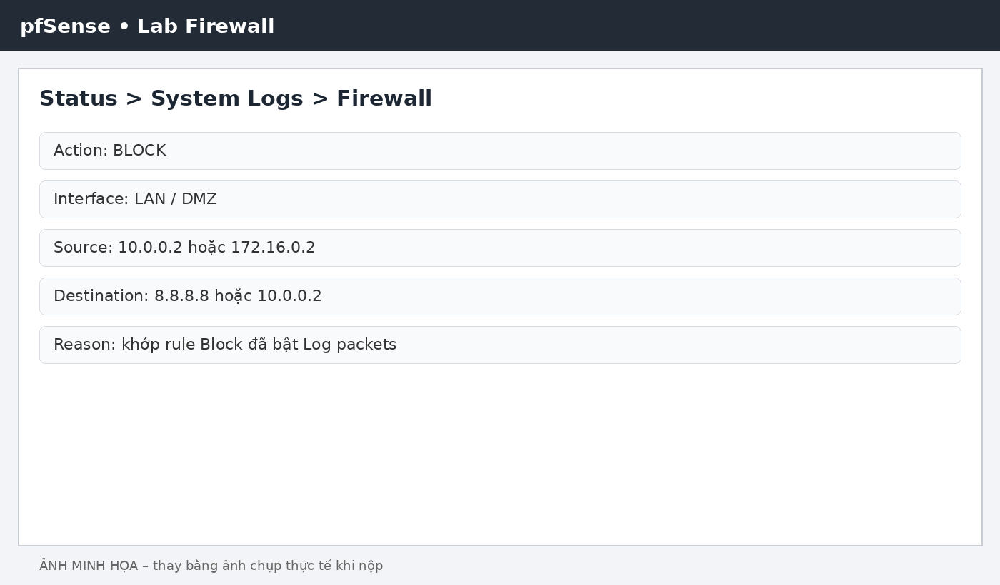 pfSense • Lab Firewall
Status > System Logs > Firewall
Action: BLOCK
Interface: LAN / DMZ
Source: 10.0.0.2 hoặc 172.16.0.2
Destination: 8.8.8.8 hoặc 10.0.0.2
Reason: khớp rule Block đã bật Log packets
ẢNH MINH HỌA – thay bằng ảnh chụp thực tế khi nộp